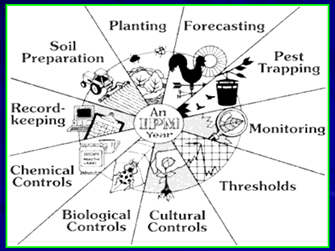 Planting
Forecasting
Soil
Preparation
Pest
Trapping
Record-
keeping
An
IPM
Year
Monitoring
Chemical
Controls
Thresholds
Biological
Controls
Cultural
Controls